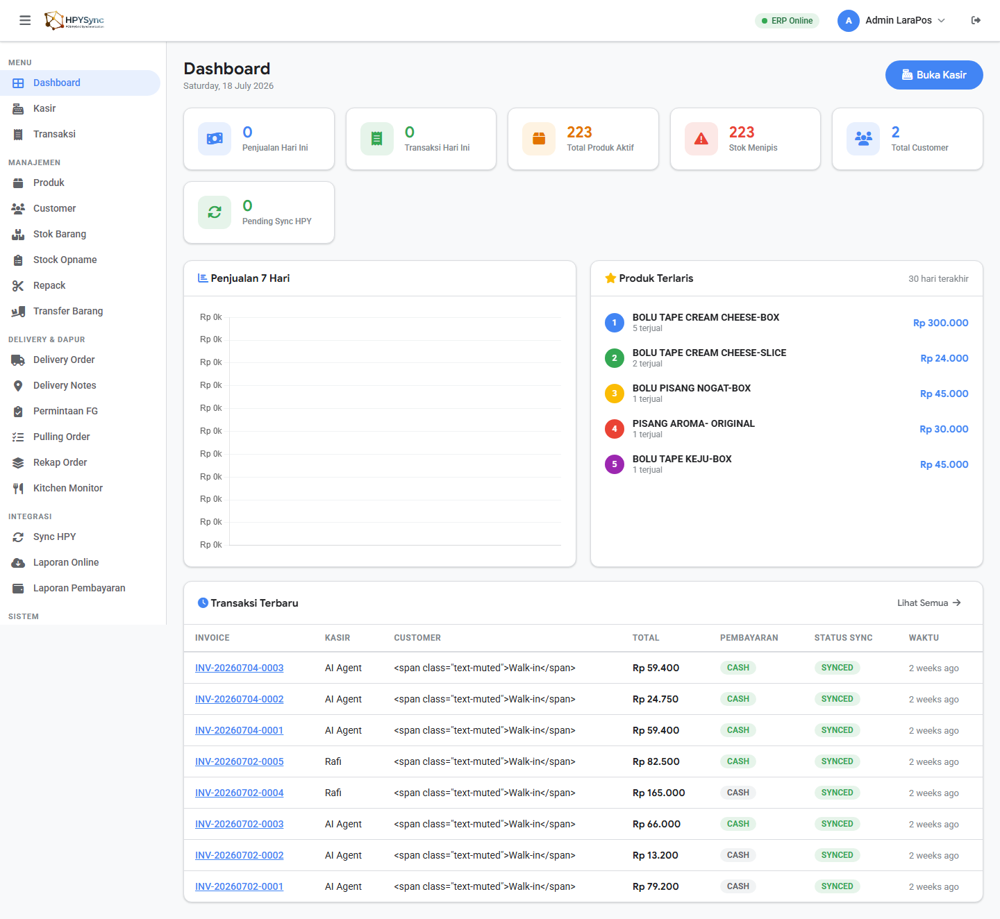 HPYSync
POS Hybrid Synchronization
ERP Online
A
Admin LaraPos
MENU
Dashboard
Kasir
Transaksi
MANAJEMEN
Produk
Customer
Stok Barang
Stock Opname
Repack
Transfer Barang
DELIVERY & DAPUR
Delivery Order
Delivery Notes
Permintaan FG
Pulling Order
Rekap Order
Kitchen Monitor
INTEGRASI
Sync HPY
Laporan Online
Laporan Pembayaran
SISTEM
Dashboard
Saturday, 18 July 2026
Buka Kasir
0
Penjualan Hari Ini
0
Transaksi Hari Ini
223
Total Produk Aktif
223
Stok Menipis
2
Total Customer
0
Pending Sync HPY
Penjualan 7 Hari
Rp 0k
Rp 0k
Rp 0k
Rp 0k
Rp 0k
Rp 0k
Rp 0k
Rp 0k
Rp 0k
Rp 0k
Rp 0k
Produk Terlaris 30 hari terakhir
1 BOLU TAPE CREAM CHEESE-BOX Rp 300.000
5 terjual
2 BOLU TAPE CREAM CHEESE-SLICE Rp 24.000
2 terjual
3 BOLU PISANG NOGAT-BOX Rp 45.000
1 terjual
4 PISANG AROMA- ORIGINAL Rp 30.000
1 terjual
5 BOLU TAPE KEJU-BOX Rp 45.000
1 terjual
Transaksi Terbaru Lihat Semua →
INVOICE KASIR CUSTOMER TOTAL PEMBAYARAN STATUS SYNC WAKTU
INV-20260704-0003 AI Agent <span class="text-muted">Walk-in</span> Rp 59.400 CASH SYNCED 2 weeks ago
INV-20260704-0002 AI Agent <span class="text-muted">Walk-in</span> Rp 24.750 CASH SYNCED 2 weeks ago
INV-20260704-0001 AI Agent <span class="text-muted">Walk-in</span> Rp 59.400 CASH SYNCED 2 weeks ago
INV-20260702-0005 Rafi <span class="text-muted">Walk-in</span> Rp 82.500 CASH SYNCED 2 weeks ago
INV-20260702-0004 Rafi <span class="text-muted">Walk-in</span> Rp 165.000 CASH SYNCED 2 weeks ago
INV-20260702-0003 AI Agent <span class="text-muted">Walk-in</span> Rp 66.000 CASH SYNCED 2 weeks ago
INV-20260702-0002 AI Agent <span class="text-muted">Walk-in</span> Rp 13.200 CASH SYNCED 2 weeks ago
INV-20260702-0001 AI Agent <span class="text-muted">Walk-in</span> Rp 79.200 CASH SYNCED 2 weeks ago